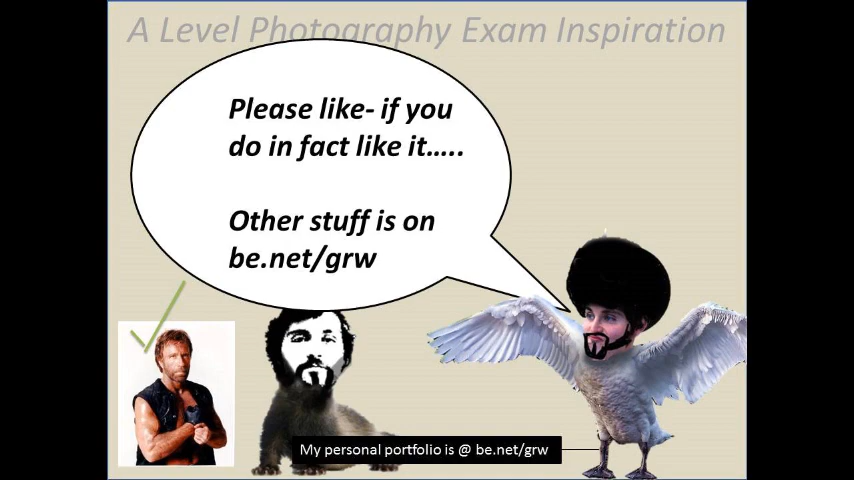 A Level Photography Exam Inspiration
Please like- if you
do in fact like it…..
Other stuff is on
be.net/grw
My personal portfolio is @ be.net/grw